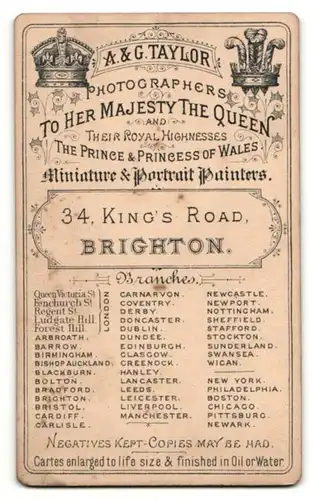 A. & G. TAYLOR
PHOTOGRAPHERS
TO HER MAJESTY THE QUEEN
AND
THEIR ROYAL HIGHNESSES
THE PRINCE & PRINCESS OF WALES.
Miniature & Portrait Painters.
34, KING'S ROAD,
BRIGHTON.
Branches.
Queen Victoria St.
Fenchurch St.
Regent St.
Ludgate Hill.
Forest Hill.
LONDON
ARBROATH.
BARROW.
BIRMINGHAM.
BISHOP AUCKLAND.
BLACKBURN.
BOLTON.
BRADFORD.
BRIGHTON.
BRISTOL.
CARDIFF.
CARLISLE.
CARNARVON.
COVENTRY.
DERBY.
DONCASTER.
DUBLIN.
DUNDEE.
EDINBURGH.
GLASGOW.
GREENOCK.
HANLEY.
LANCASTER.
LEEDS.
LEICESTER.
LIVERPOOL.
MANCHESTER.
NEWCASTLE.
NEWPORT.
NOTTINGHAM.
SHEFFIELD.
STAFFORD.
STOCKTON.
SUNDERLAND.
SWANSEA.
WIGAN.
NEW YORK.
PHILADELPHIA.
BOSTON.
CHICAGO.
PITTSBURG.
NEWARK.
NEGATIVES KEPT-COPIES MAY BE HAD.
Cartes enlarged to life size & finished in Oil or Water